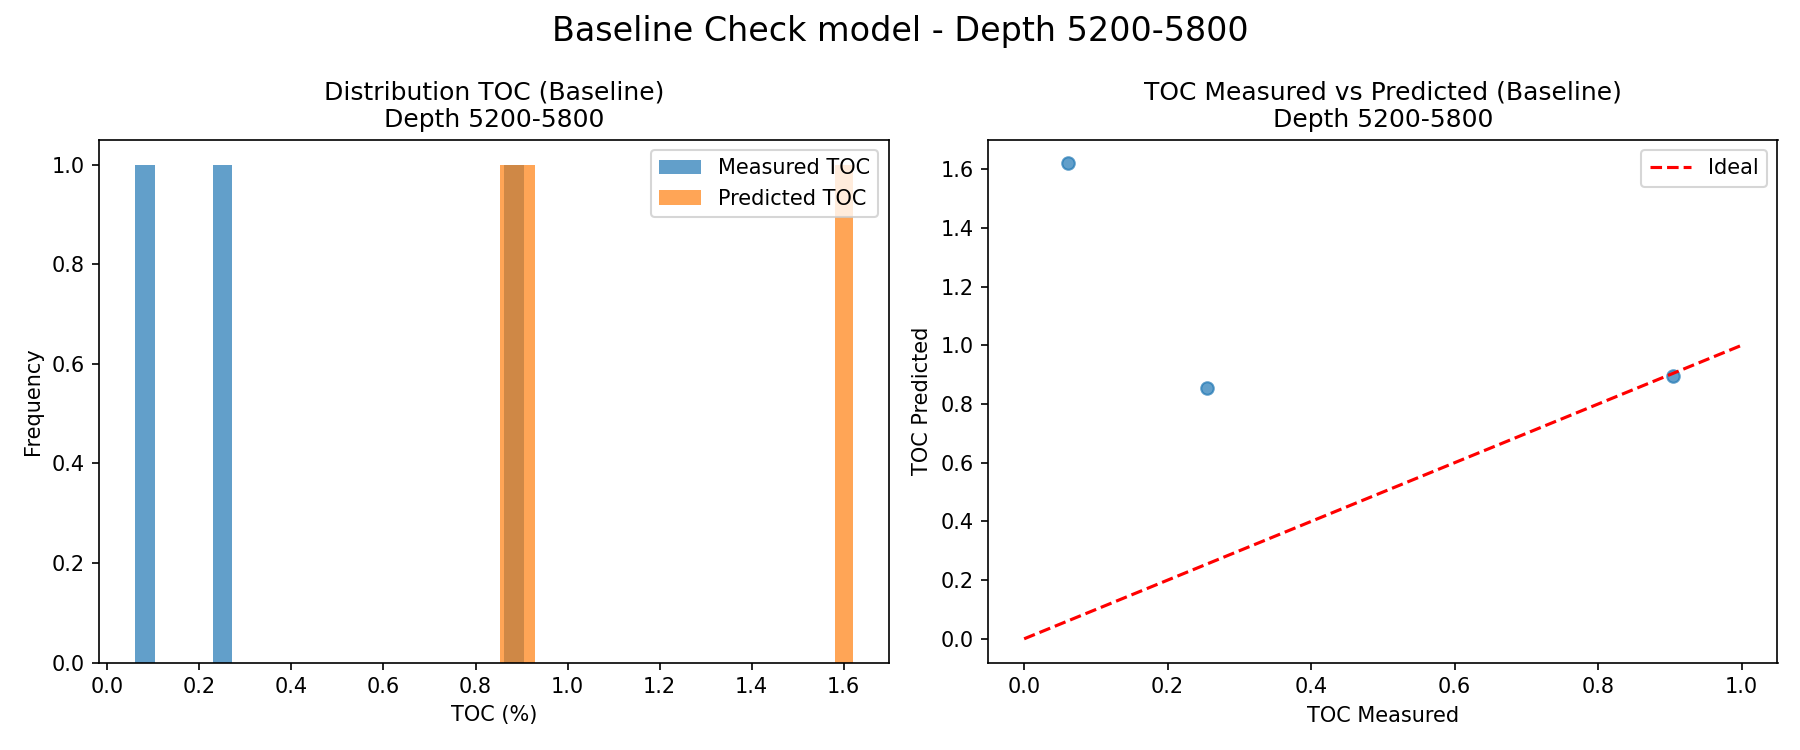 Baseline Check model - Depth 5200-5800
Distribution TOC (Baseline)
Depth 5200-5800
Measured TOC
Predicted TOC
Frequency
1.0
0.8
0.6
0.4
0.2
0.0
0.0 0.2 0.4 0.6 0.8 1.0 1.2 1.4 1.6
TOC (%)
TOC Measured vs Predicted (Baseline)
Depth 5200-5800
Ideal
TOC Predicted
1.6
1.4
1.2
1.0
0.8
0.6
0.4
0.2
0.0
0.0 0.2 0.4 0.6 0.8 1.0
TOC Measured